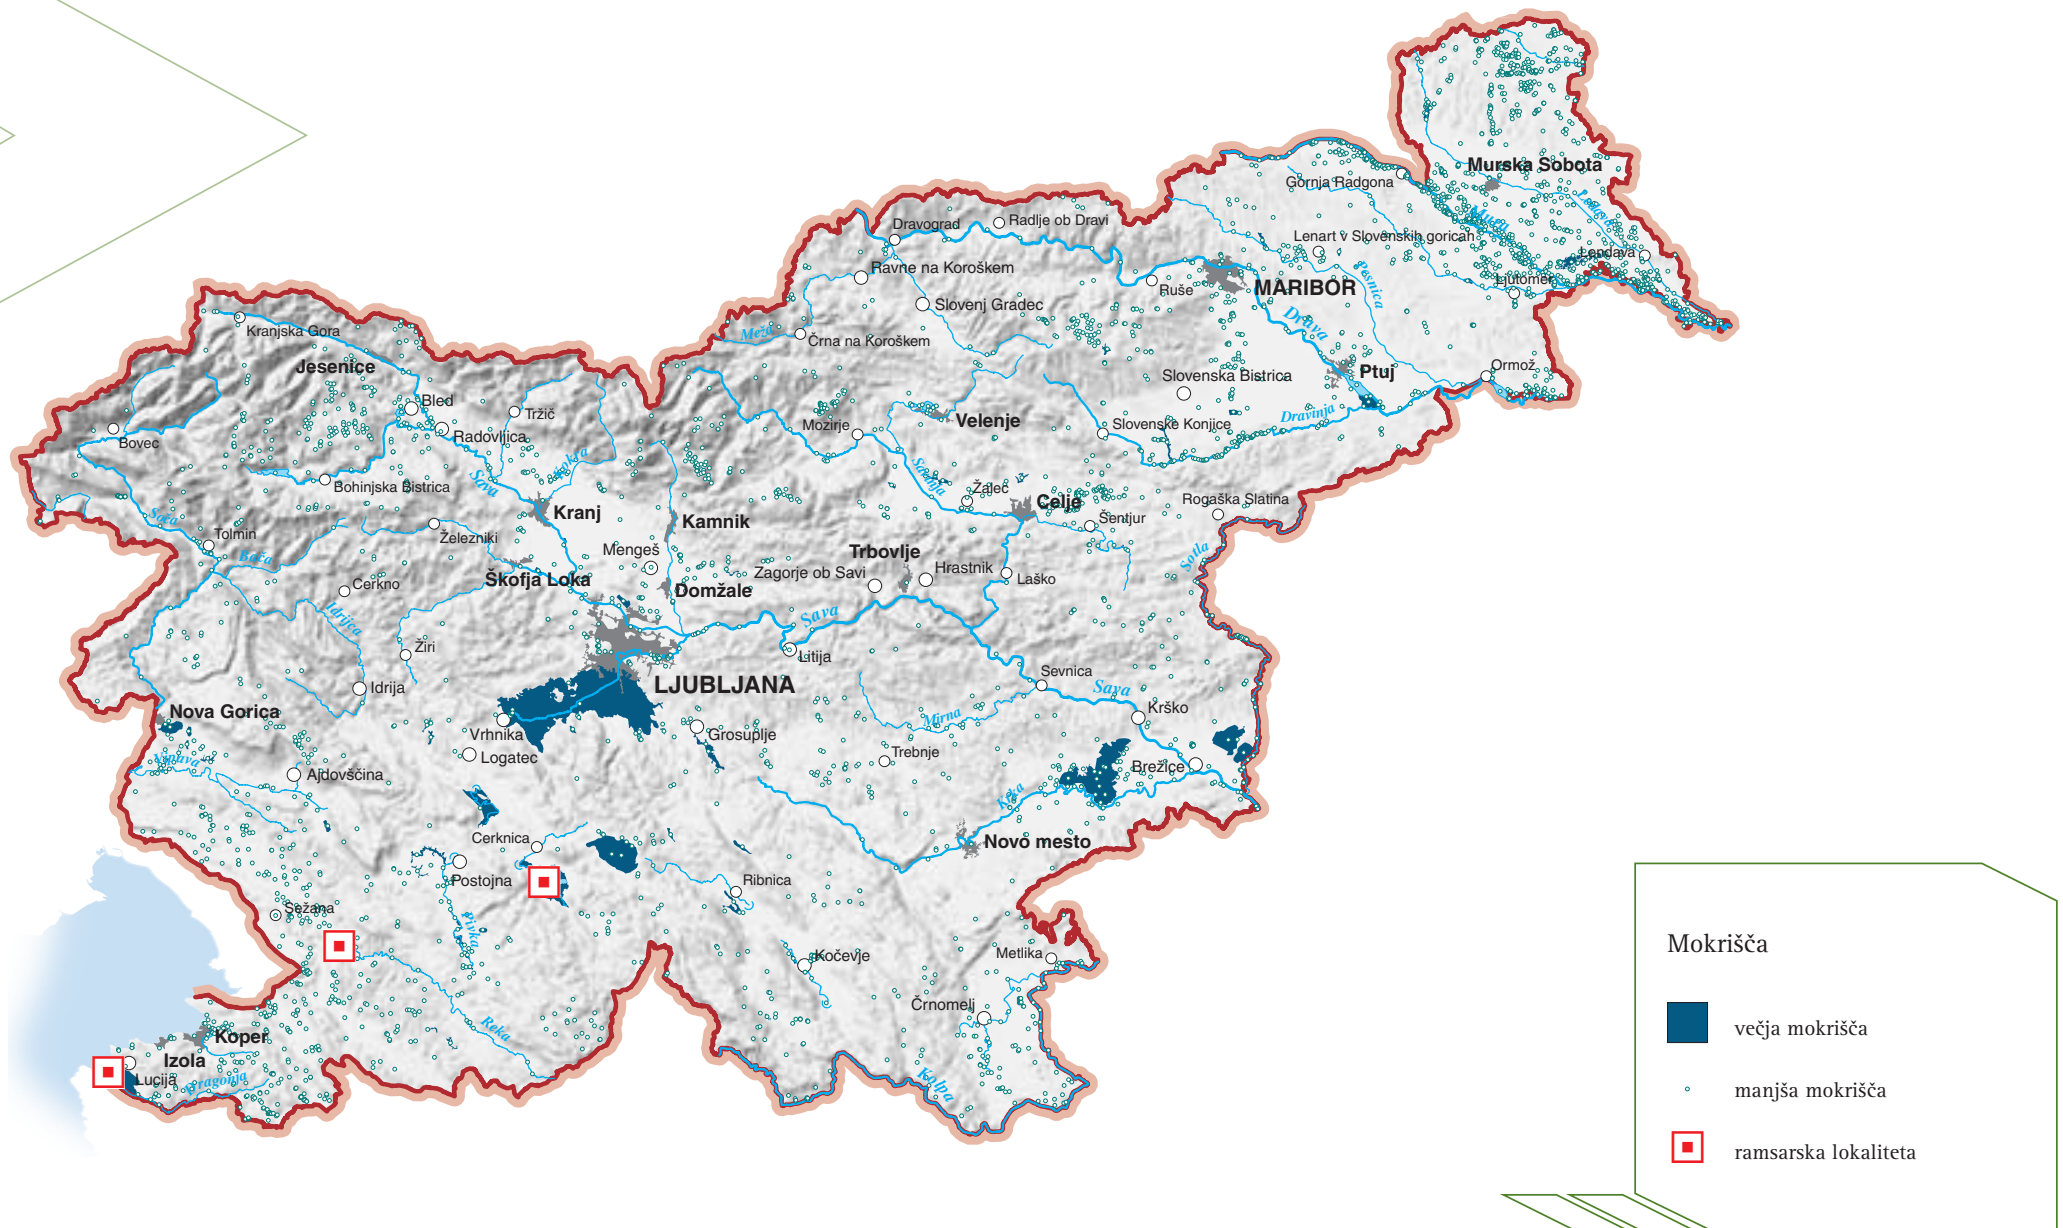 Murska Sobota
Gornja Radgona
Mura
Ledava
Dravograd
Radlje ob Dravi
Lenart v Slovenskih goricah
Lendava
Ravne na Koroškem
Pesnica
Ljutomer
Ruše
MARIBOR
Slovenj Gradec
Drava
Kranjska Gora
Meža
Črna na Koroškem
Jesenice
Ormož
Ptuj
Slovenska Bistrica
Bled
Tržič
Dravinja
Velenje
Mozirje
Slovenske Konjice
Bovec
Radovljica
Kokra
Savinja
Sava
Bohinjska Bistrica
Žalec
Rogaška Slatina
Celje
Kranj
Kamnik
Šentjur
Soča
Tolmin
Železniki
Mengeš
Trbovlje
Sotla
Bača
Hrastnik
Zagorje ob Savi
Laško
Škofja Loka
Cerkno
Domžale
Idrijca
Sava
Žiri
Litija
Sevnica
LJUBLJANA
Idrija
Sava
Krško
Nova Gorica
Mirna
Vrhnika
Grosuplje
Logatec
Trebnje
Vipava
Brežice
Ajdovščina
Krka
Cerknica
Novo mesto
Postojna
Ribnica
Sežana
Pivka
Mokrišča
Metlika
Kočevje
Črnomelj
Reka
večja mokrišča
Koper
Izola
Lucija
Dragonja
Kolpa
manjša mokrišča
ramsarska lokaliteta